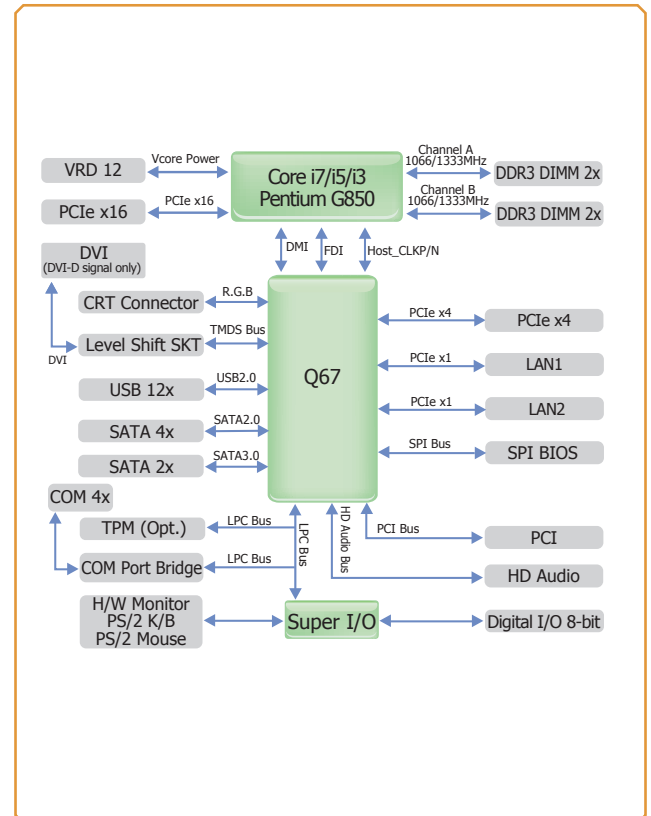 VRD 12
Vcore Power
Core i7/i5/i3
Pentium G850
Channel A
1066/1333MHz
DDR3 DIMM 2x
PCIe x16
PCIe x16
Channel B
1066/1333MHz
DDR3 DIMM 2x
DMI
FDI
Host_CLKP/N
DVI
(DVI-D signal only)
CRT Connector
R.G.B
DVI
Level Shift SKT
TMDS Bus
USB 12x
USB2.0
SATA 4x
SATA2.0
SATA 2x
SATA3.0
Q67
PCIe x4
PCIe x4
PCIe x1
LAN1
PCIe x1
LAN2
SPI Bus
SPI BIOS
COM 4x
TPM (Opt.)
LPC Bus
COM Port Bridge
LPC Bus
LPC Bus
HD Audio Bus
PCI Bus
PCI
HD Audio
H/W Monitor
PS/2 K/B
PS/2 Mouse
Super I/O
Digital I/O 8-bit